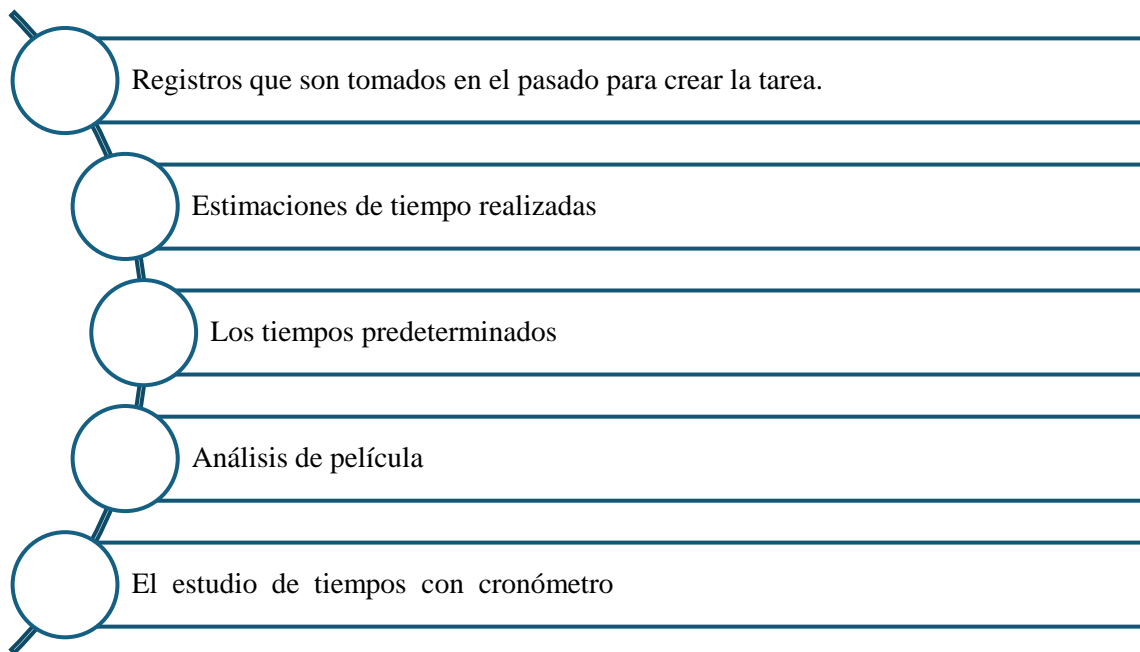 Registros que son tomados en el pasado para crear la tarea.
Estimaciones de tiempo realizadas
Los tiempos predeterminados
Análisis de película
El estudio de tiempos con cronómetro